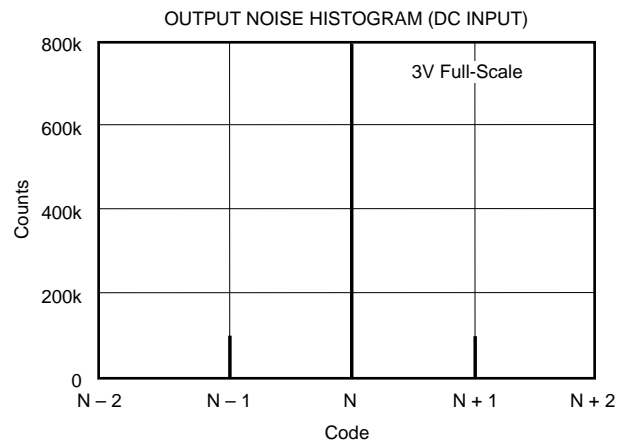 OUTPUT NOISE HISTOGRAM (DC INPUT)
800k
3V Full-Scale
600k
Counts
400k
200k
0
N – 2 N – 1 N N + 1 N + 2
Code